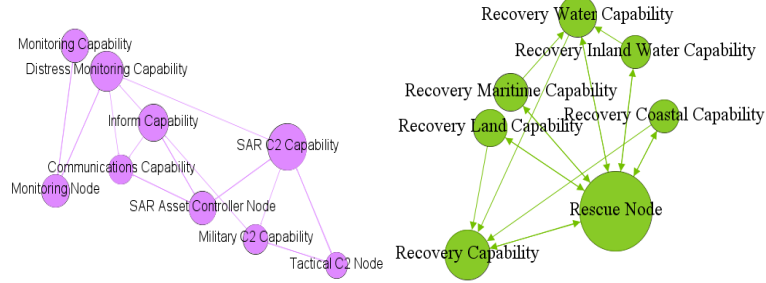 Monitoring Capability
Distress Monitoring Capability
Inform Capability
SAR C2 Capability
Communications Capability
Monitoring Node
SAR Asset Controller Node
Military C2 Capability
Tactical C2 Node
Recovery Water Capability
Recovery Inland Water Capability
Recovery Maritime Capability
Recovery Coastal Capability
Recovery Land Capability
Rescue Node
Recovery Capability